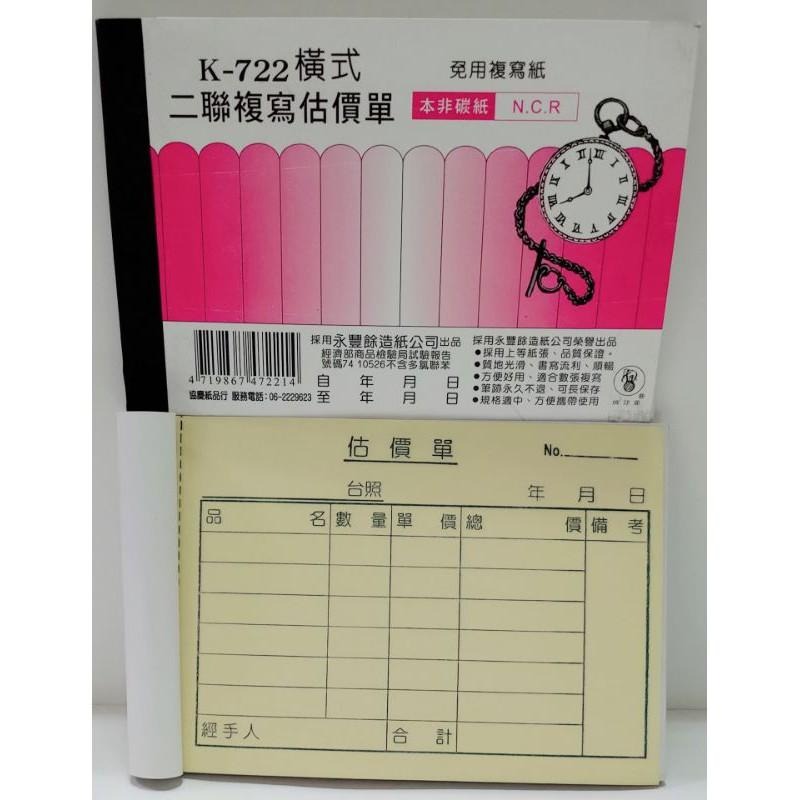 K-722 橫式
免用複寫紙
二聯複寫估價單
本非碳紙 N.C.R
採用永豐餘造紙公司出品
經濟部商品檢驗局試驗報告
號碼74 10526不含多氯聯苯
自 年 月 日
至 年 月 日
4 719867 472214
協慶紙品行 服務電話:06-2229623
採用永豐餘造紙公司榮譽出品
●採用上等紙張、品質保證。
●質地光滑、書寫流利、順暢
●方便好用、適合數張複寫
●筆跡永久不退、可長保存
●規格適中、方便攜帶使用
估價單
No.
台照
年 月 日
品名 數量 單價 總價 備考
經手人 合計